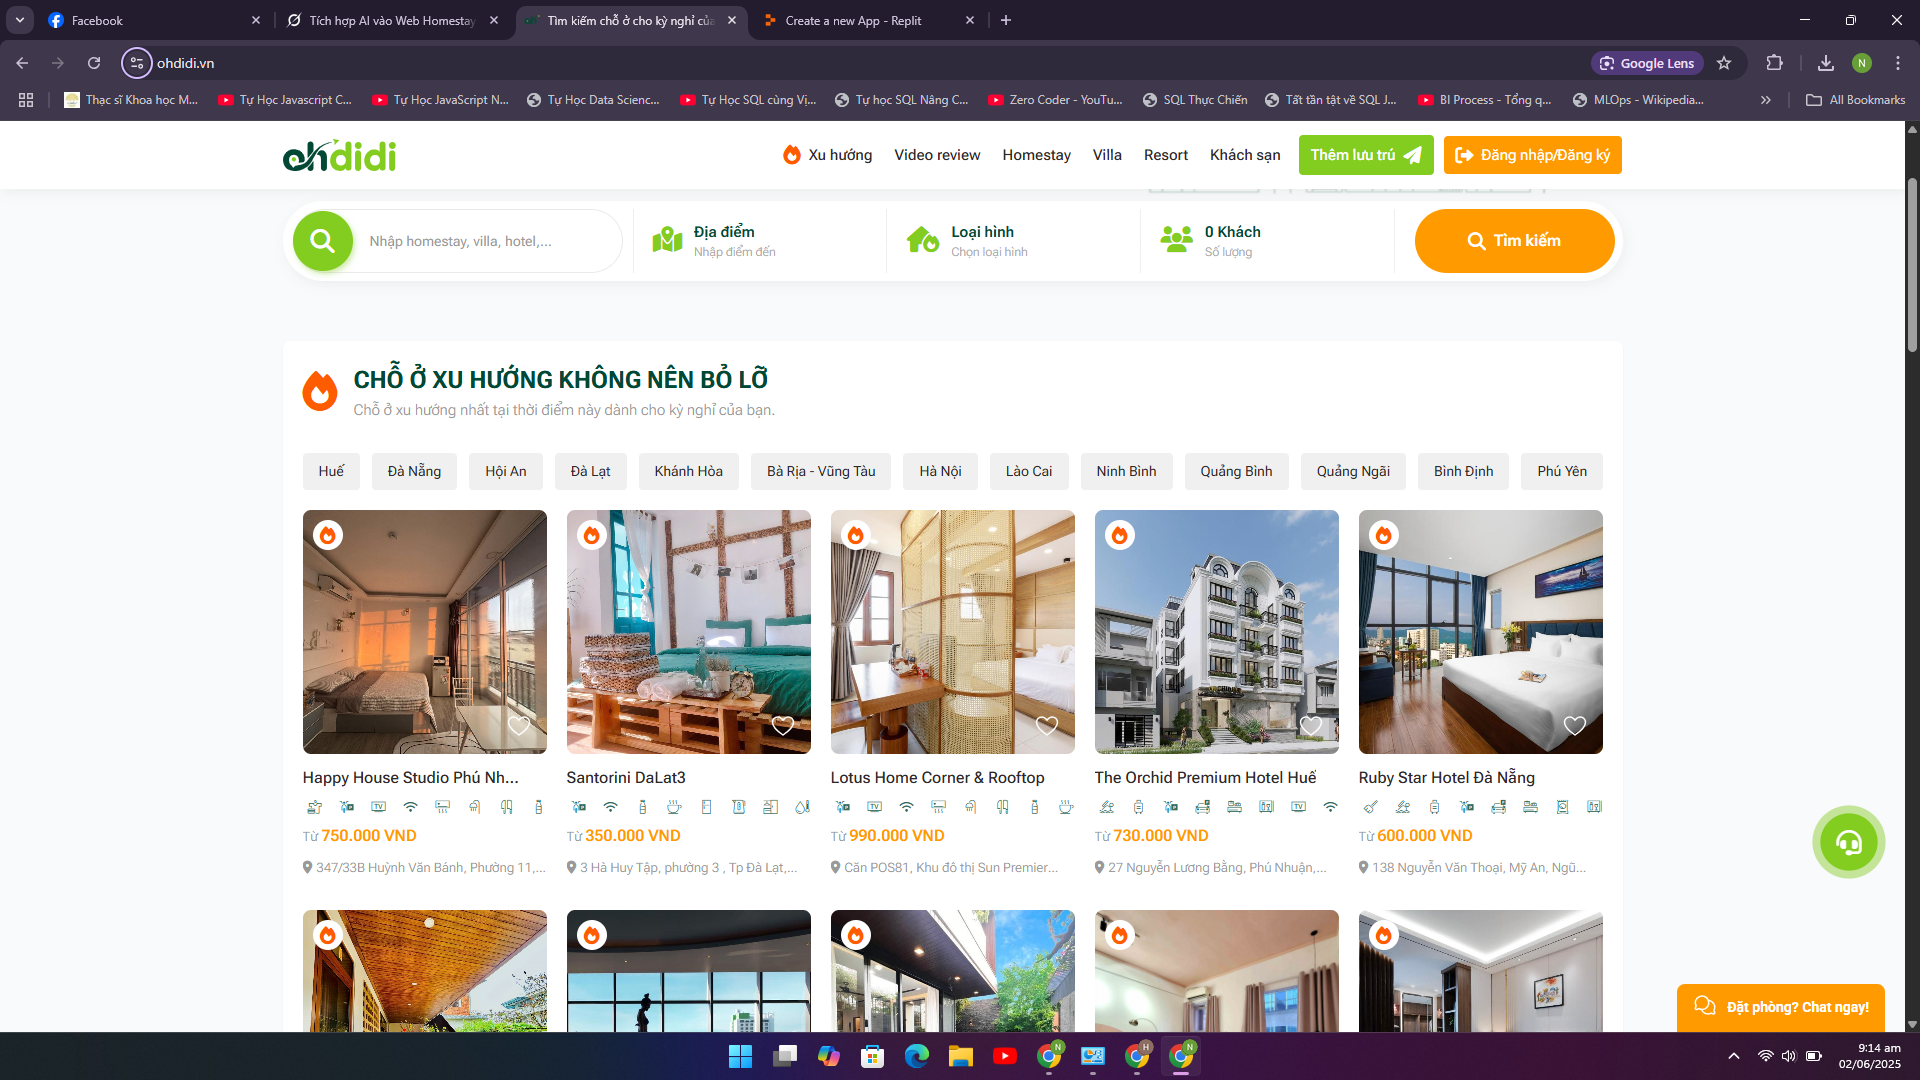 Facebook
Tích hợp AI vào Web Homestay
Tìm kiếm chỗ ở cho kỳ nghỉ củ
Create a new App - Replit
ohdidi.vn
Google Lens
N
Thạc sĩ Khoa học M...
Tự Học Javascript C...
Tự Học JavaScript N...
Tự Học Data Scienc...
Tự Học SQL cùng Vi...
Tự học SQL Nâng C...
Zero Coder - YouTu...
SQL Thực Chiến
Tất tần tật về SQL J...
BI Process - Tổng q...
MLOps - Wikipedia...
All Bookmarks
ohdidi
Xu hướng
Video review
Homestay
Villa
Resort
Khách sạn
Thêm lưu trú
Đăng nhập/Đăng ký
Nhập homestay, villa, hotel,...
Địa điểm
Nhập điểm đến
Loại hình
Chọn loại hình
0 Khách
Số lượng
Tìm kiếm
CHỖ Ở XU HƯỚNG KHÔNG NÊN BỎ LỠ
Chỗ ở xu hướng nhất tại thời điểm này dành cho kỳ nghỉ của bạn.
Huế
Đà Nẵng
Hội An
Đà Lạt
Khánh Hòa
Bà Rịa - Vũng Tàu
Hà Nội
Lào Cai
Ninh Bình
Quảng Bình
Quảng Ngãi
Bình Định
Phú Yên
Happy House Studio Phú Nh...
Từ 750.000 VND
347/33B Huỳnh Văn Bánh, Phường 11,...
Santorini DaLat3
Từ 350.000 VND
3 Hà Huy Tập, phường 3 , Tp Đà Lạt,...
Lotus Home Corner & Rooftop
Từ 990.000 VND
Căn POS81, Khu đô thị Sun Premier...
The Orchid Premium Hotel Huế
Từ 730.000 VND
27 Nguyễn Lương Bằng, Phú Nhuận,...
Ruby Star Hotel Đà Nẵng
Từ 600.000 VND
138 Nguyễn Văn Thoại, Mỹ An, Ngũ...
Đặt phòng? Chat ngay!
9:14 am
02/06/2025